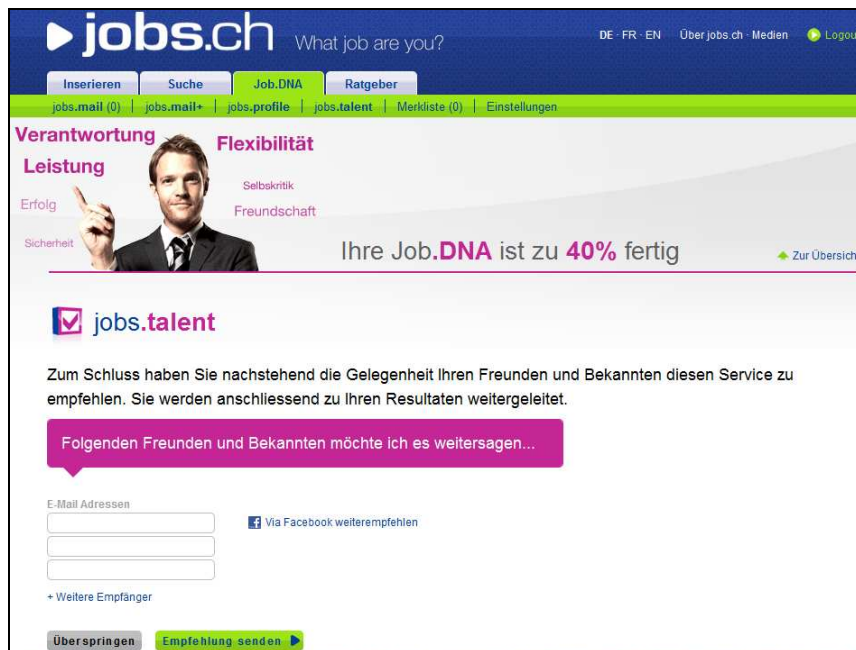 jobs.ch What job are you? DE · FR · EN Über jobs.ch · Medien Logou
Inserieren Suche Job.DNA Ratgeber
jobs.mail (0) | jobs.mail+ | jobs.profile | jobs.talent | Merkliste (0) | Einstellungen
Verantwortung
Flexibilität
Leistung
Selbskritik
Erfolg
Freundschaft
Sicherheit
Ihre Job.DNA ist zu 40% fertig
Zur Übersich
jobs.talent
Zum Schluss haben Sie nachstehend die Gelegenheit Ihren Freunden und Bekannten diesen Service zu
empfehlen. Sie werden anschliessend zu Ihren Resultaten weitergeleitet.
Folgenden Freunden und Bekannten möchte ich es weitersagen...
E-Mail Adressen
Via Facebook weiterempfehlen
+ Weitere Empfänger
Überspringen Empfehlung senden